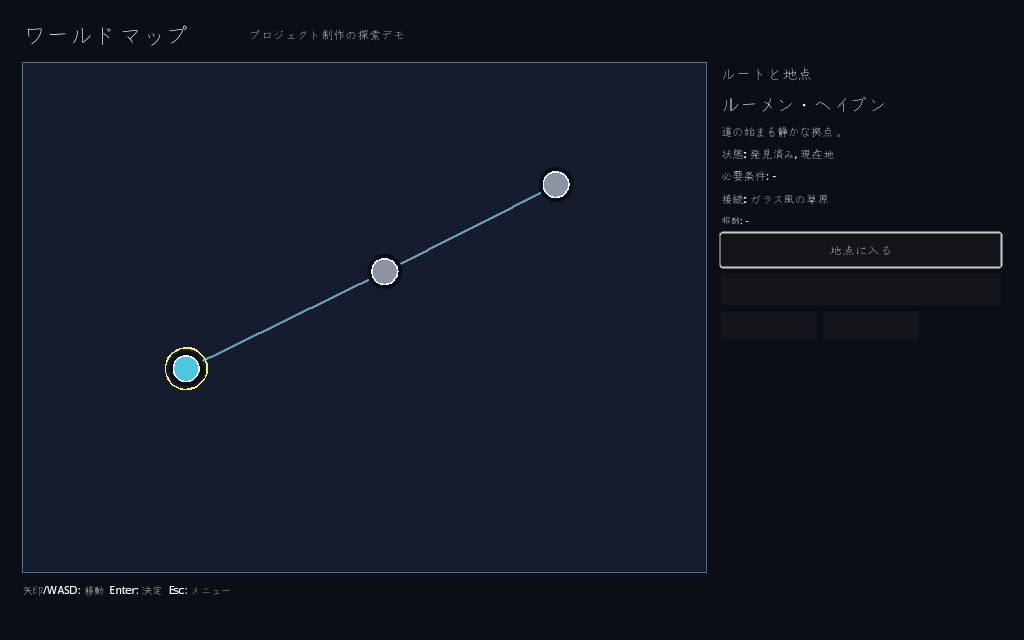 ワールドマップ
プロジェクト制作の探索デモ
ルートと地点
ルーメン・ヘイブン
道の始まる静かな拠点。
状態: 発見済み, 現在地
必要条件: -
接続: ガラス風の草原
報酬: -
地点に入る
矢印/WASD: 移動 Enter: 決定 Esc: メニュー